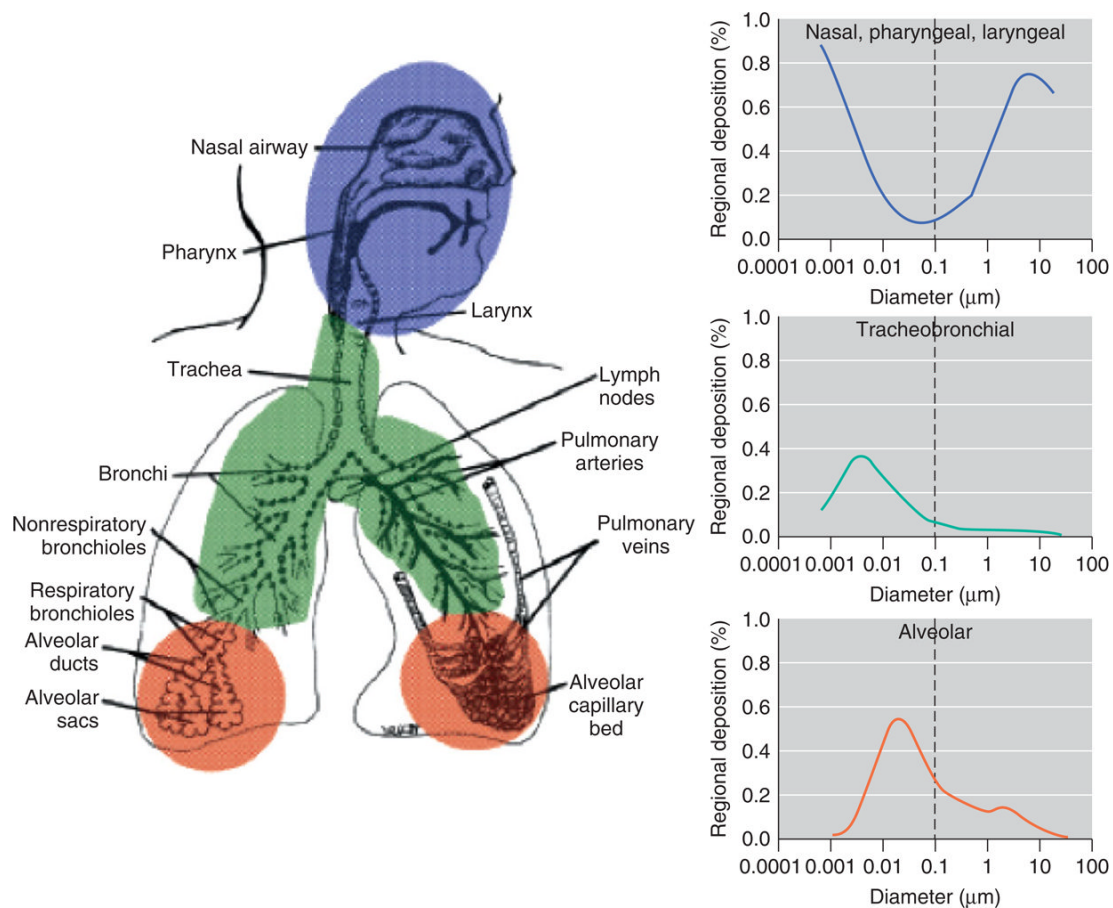 Nasal airway
Pharynx
Larynx
Trachea
Lymph
nodes
Bronchi
Pulmonary
arteries
Nonrespiratory
bronchioles
Pulmonary
veins
Respiratory
bronchioles
Alveolar
ducts
Alveolar
sacs
Alveolar
capillary
bed
Nasal, pharyngeal, laryngeal
Regional deposition (%)
1.0
0.8
0.6
0.4
0.2
0.0
0.0001 0.001 0.01 0.1 1 10 100
Diameter (μm)
Tracheobronchial
Regional deposition (%)
1.0
0.8
0.6
0.4
0.2
0.0
0.0001 0.001 0.01 0.1 1 10 100
Diameter (μm)
Alveolar
Regional deposition (%)
1.0
0.8
0.6
0.4
0.2
0.0
0.0001 0.001 0.01 0.1 1 10 100
Diameter (μm)